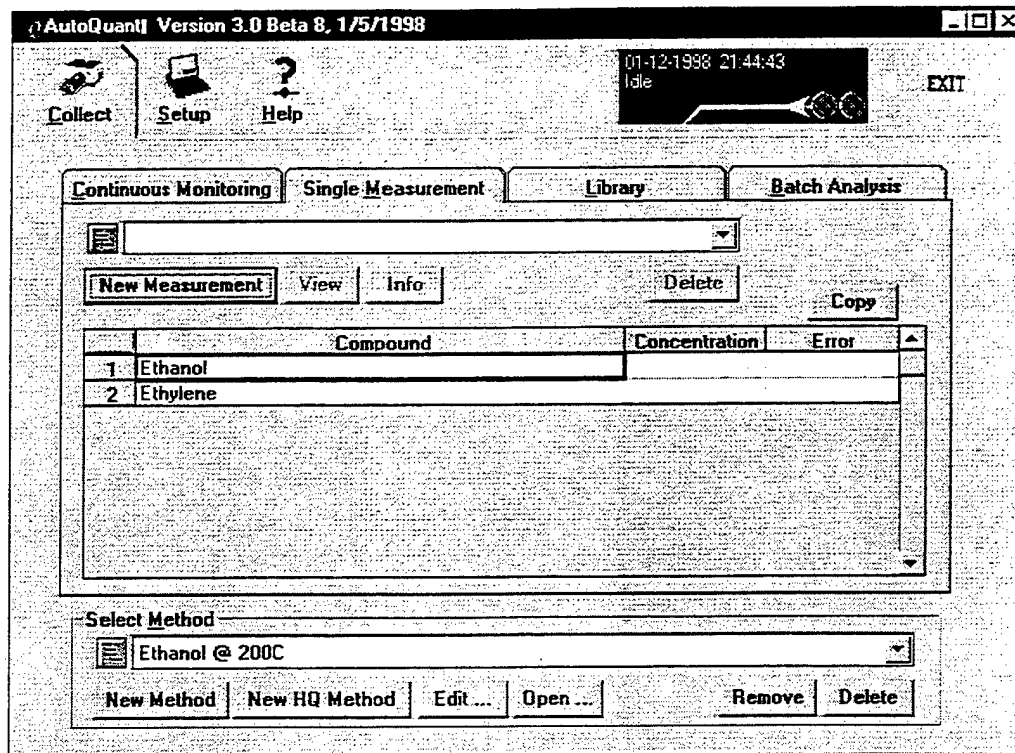 AutoQuant] Version 3.0 Beta 8, 1/5/1998
Collect Setup Help
01-12-1998 21:44:43
Idle
EXIT
Continuous Monitoring Single Measurement Library Batch Analysis
New Measurement View Info Delete
Copy
Compound Concentration Error
1 Ethanol
2 Ethylene
Select Method
Ethanol @ 200C
New Method New HQ Method Edit ... Open ... Remove Delete